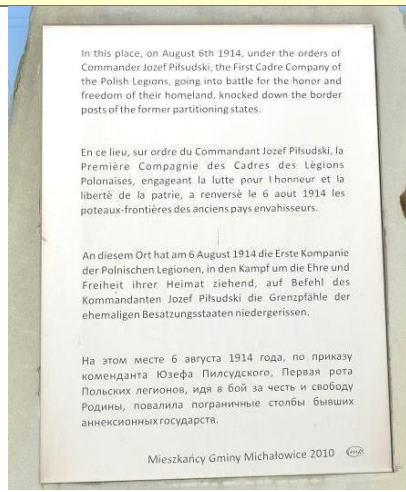 In this place, on August 6th 1914, under the orders of
Commander Jozef Piłsudski, the First Cadre Company of
the Polish Legions, going into battle for the honor and
freedom of their homeland, knocked down the border
posts of the former partitioning states.
En ce lieu, sur ordre du Commandant Jozef Piłsudski, la
Première Compagnie des Cadres des Lègions
Polonaises, engageant la lutte pour l honneur et la
libertè de la patrie, a renversè le 6 aout 1914 les
poteaux-frontières des anciens pays envahisseurs.
An diesem Ort hat am 6 August 1914 die Erste Kompanie
der Polnischen Legionen, in den Kampf um die Ehre und
Freiheit ihrer Heimat ziehend, auf Befehl des
Kommandanten Jozef Piłsudski die Grenzpfähle der
ehemaligen Besatzungsstaaten niedergerissen.
На этом месте 6 августа 1914 года, по приказу
коменданта Юзефа Пилсудского, Первая рота
Польских легионов, идя в бой за честь и свободу
Родины, повалила пограничные столбы бывших
аннексионных государств.
Mieszkańcy Gminy Michałowice 2010